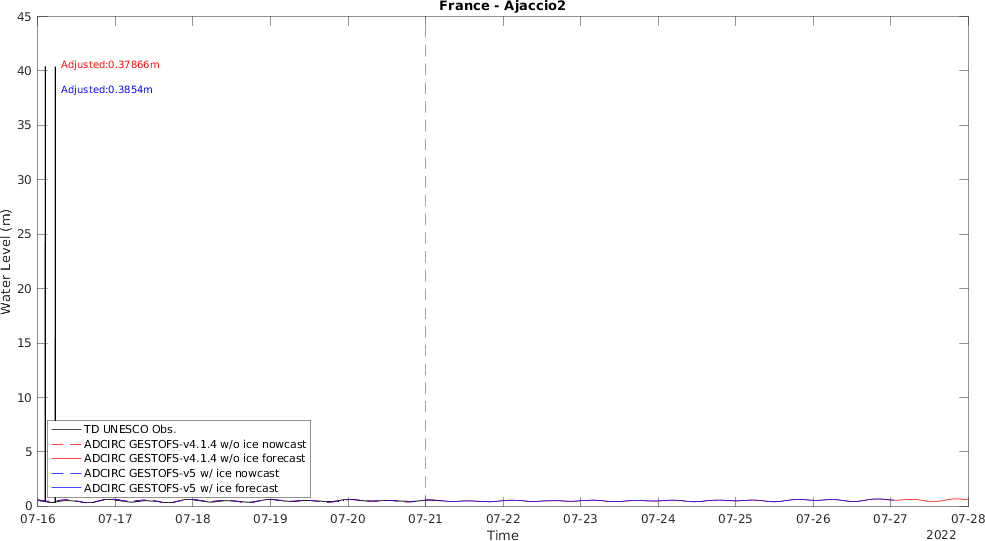 France - Ajaccio2
45
40
35
30
25
20
15
10
5
0
Water Level (m)
Adjusted:0.37866m
Adjusted:0.3854m
TD UNESCO Obs.
ADCIRC GESTOFS-v4.1.4 w/o ice nowcast
ADCIRC GESTOFS-v4.1.4 w/o ice forecast
ADCIRC GESTOFS-v5 w/ ice nowcast
ADCIRC GESTOFS-v5 w/ ice forecast
07-16 07-17 07-18 07-19 07-20 07-21 07-22 07-23 07-24 07-25 07-26 07-27 07-28
Time
2022